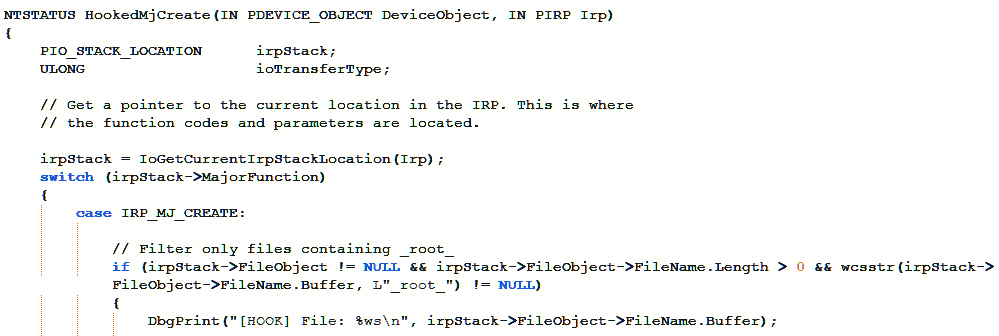 NTSTATUS HookedMjCreate(IN PDEVICE_OBJECT DeviceObject, IN PIRP Irp)
{
PIO_STACK_LOCATION irpStack;
ULONG ioTransferType;
// Get a pointer to the current location in the IRP. This is where
// the function codes and parameters are located.
irpStack = IoGetCurrentIrpStackLocation(Irp);
switch (irpStack->MajorFunction)
{
case IRP_MJ_CREATE:
// Filter only files containing _root_
if (irpStack->FileObject != NULL && irpStack->FileObject->FileName.Length > 0 && wcsstr(irpStack->
FileObject->FileName.Buffer, L"_root_") != NULL)
{
DbgPrint("[HOOK] File: %ws\n", irpStack->FileObject->FileName.Buffer);